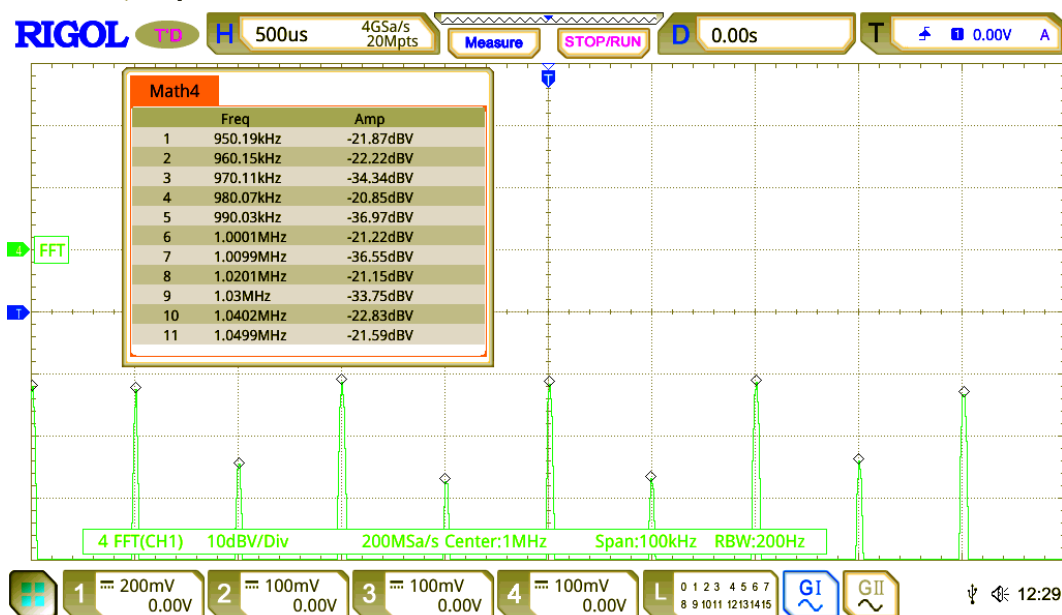 RIGOL T'D H 500us 4GSa/s 20Mpts Measure STOP/RUN D 0.00s T 1 0.00V A
T
Math4
Freq Amp
1 950.19kHz -21.87dBV
2 960.15kHz -22.22dBV
3 970.11kHz -34.34dBV
4 980.07kHz -20.85dBV
5 990.03kHz -36.97dBV
6 1.0001MHz -21.22dBV
7 1.0099MHz -36.55dBV
8 1.0201MHz -21.15dBV
9 1.03MHz -33.75dBV
10 1.0402MHz -22.83dBV
11 1.0499MHz -21.59dBV
4 FFT
T
4 FFT(CH1) 10dBV/Div 200MSa/s Center:1MHz Span:100kHz RBW:200Hz
1 200mV 0.00V 2 100mV 0.00V 3 100mV 0.00V 4 100mV 0.00V L 0 1 2 3 4 5 6 7 8 9 10 11 12 13 14 15 GI GII 12:29